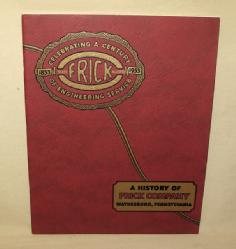 CELEBRATING A CENTURY
1853 FRICK 1953
OF ENGINEERING SERVICE
A HISTORY OF
FRICK COMPANY
WAYNESBORO, PENNSYLVANIA